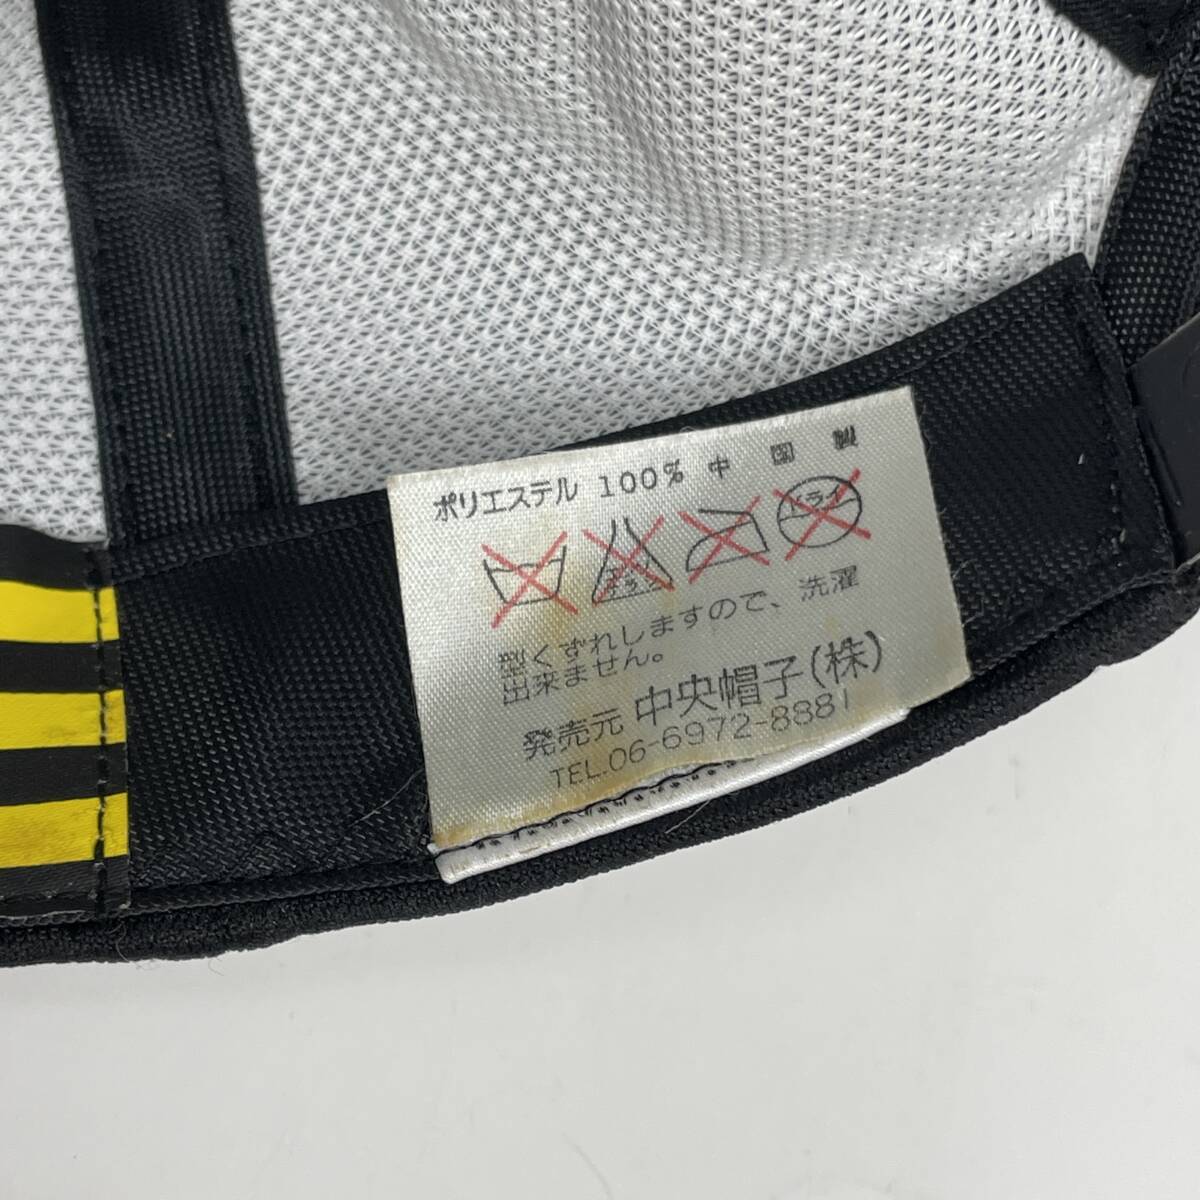 ポリエステル 100% 中国製
ドライ
型くずれしますので、洗濯
出来ません。
発売元 中央帽子(株)
TEL.06-6972-8881